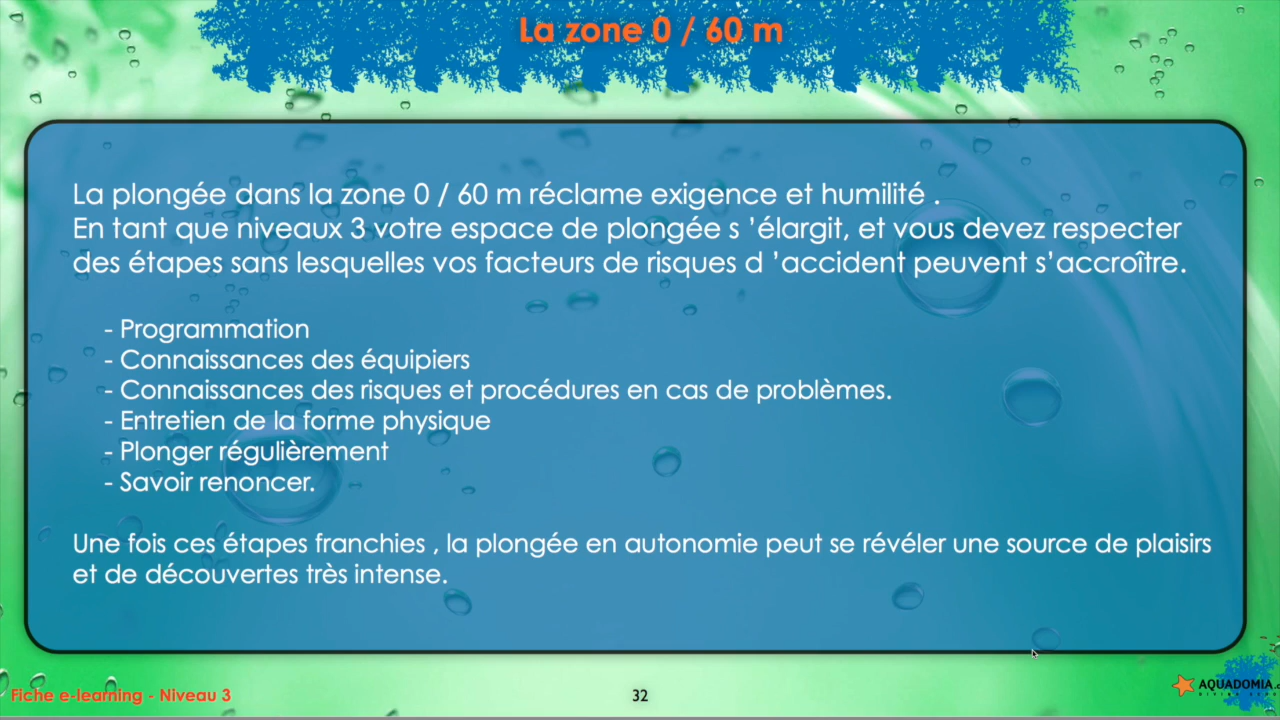 La zone 0 / 60 m
La plongée dans la zone 0 / 60 m réclame exigence et humilité .
En tant que niveaux 3 votre espace de plongée s ’élargit, et vous devez respecter
des étapes sans lesquelles vos facteurs de risques d ’accident peuvent s’accroître.
- Programmation
- Connaissances des équipiers
- Connaissances des risques et procédures en cas de problèmes.
- Entretien de la forme physique
- Plonger régulièrement
- Savoir renoncer.
Une fois ces étapes franchies , la plongée en autonomie peut se révéler une source de plaisirs
et de découvertes très intense.
Fiche e-learning - Niveau 3
32
AQUADOMIA.c